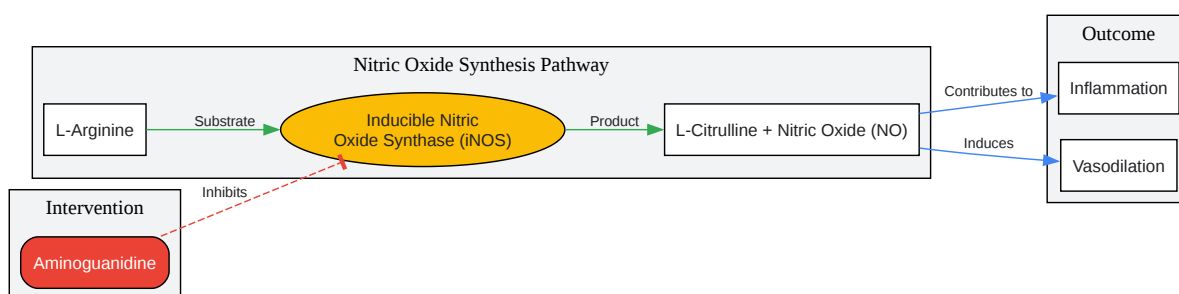 Outcome
Nitric Oxide Synthesis Pathway
Contributes to
Inflammation
L-Arginine
Substrate
Inducible Nitric
Oxide Synthase (iNOS)
Product
L-Citrulline + Nitric Oxide (NO)
Induces
Vasodilation
Inhibits
Intervention
Aminoguanidine